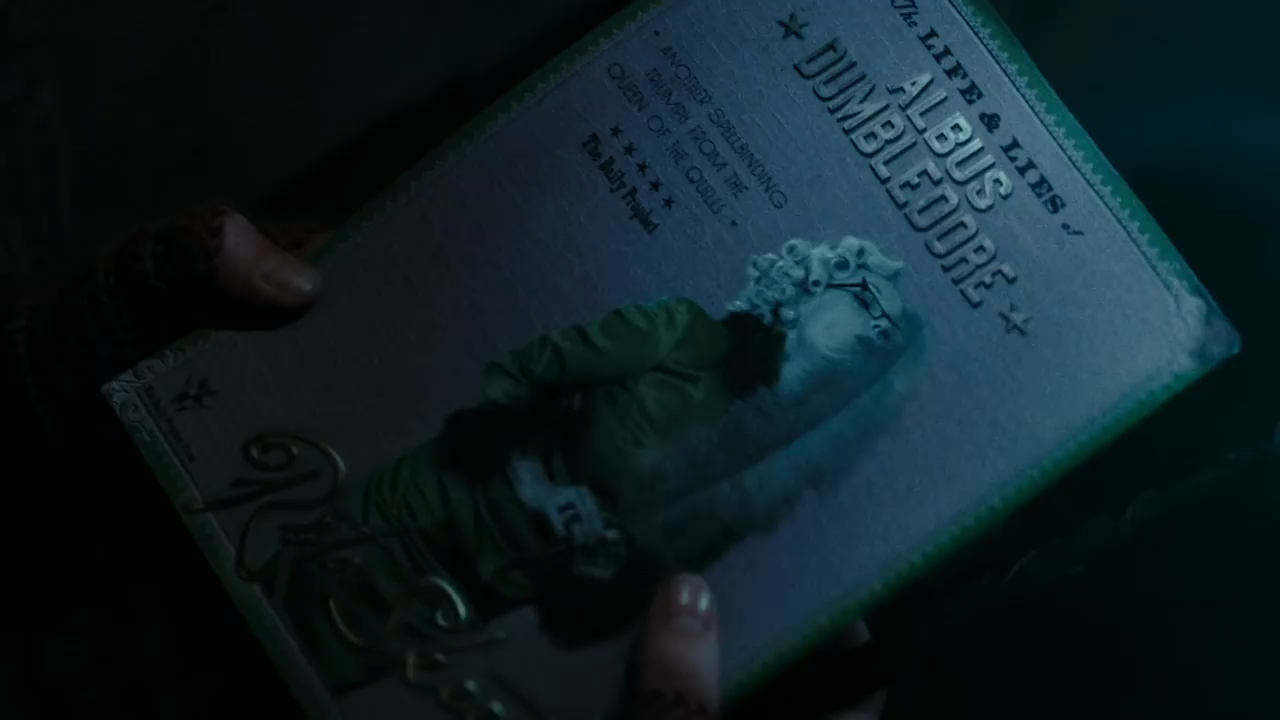 The LIFE & LIES of
ALBUS
DUMBLEDORE
"ANOTHER SPELLBINDING
TRIUMPH FROM THE
QUEEN OF THE QUILLS"
The Daily Prophet